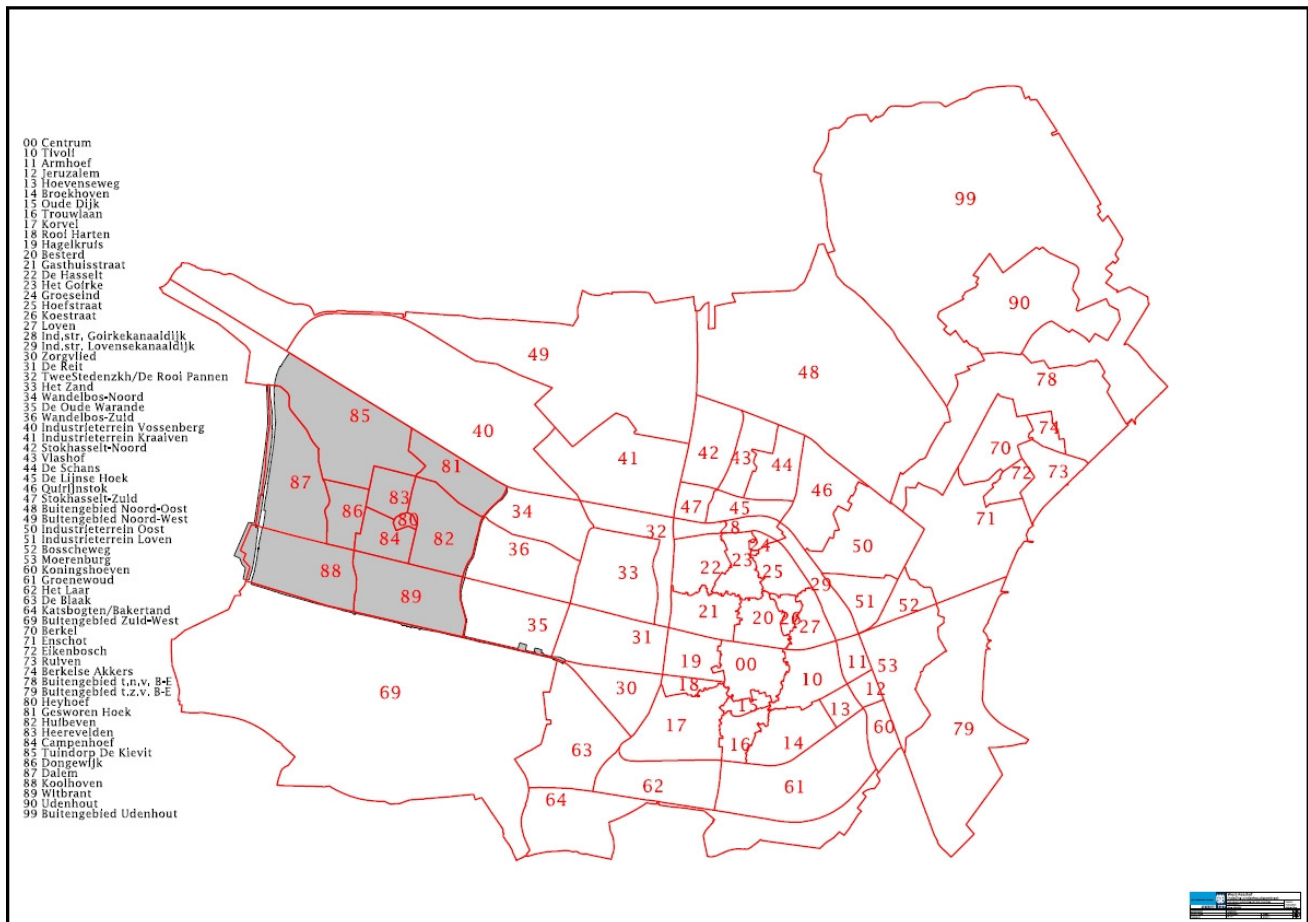 00 Centrum
10 Tivoli
11 Armhoef
12 Jeruzalem
13 Hoevenseweg
14 Broekhoven
15 Oude Dijk
16 Trouwlaan
17 Korvel
18 Rooi Harten
19 Hagelkruis
20 Besterd
21 Gasthuisstraat
22 De Hasselt
23 Het Goirke
24 Groeseind
25 Hoefstraat
26 Koestraat
27 Loven
28 Ind.str. Goirkekanaaldijk
29 Ind.str. Lovensekanaaldijk
30 Zorgvlied
31 De Reit
32 TweeStedenzkh/De Rooi Pannen
33 Het Zand
34 Wandelbos-Noord
35 De Oude Warande
36 Wandelbos-Zuid
40 Industrieterrein Vossenberg
41 Industrieterrein Kraaiven
42 Stokhasselt-Noord
43 Vlashof
44 De Schans
45 De Lijnse Hoek
46 Quirijnstok
47 Stokhasselt-Zuid
48 Buitengebied Noord-Oost
49 Buitengebied Noord-West
50 Industrieterrein Oost
51 Industrieterrein Loven
52 Bosscheweg
53 Moerenburg
60 Koningshoeven
61 Groenewoud
62 Het Laar
63 De Blaak
64 Katsbogten/Bakertand
69 Buitengebied Zuid-West
70 Berkel
71 Enschot
72 Eikenbosch
73 Ruiven
74 Berkelse Akkers
78 Buitengebied t.n.v. B-E
79 Buitengebied t.z.v. B-E
80 Heyhoef
81 Gesworen Hoek
82 Huibeven
83 Heerevelden
84 Campenhoef
85 Tuindorp De Kievit
86 Dongewijk
87 Dalem
88 Koolhoven
89 Witbrant
90 Udenhout
99 Buitengebied Udenhout
99
90
49
48
78
85
40
74
70
41
42
43
44
81
72
73
87
83
46
86
47
45
34
71
80
32
8
84
82
36
24
50
23
88
33
22
25
29
89
51
52
21
20
26
27
35
31
19
00
11
53
10
18
30
12
69
15
13
17
60
79
16
14
63
62
61
64